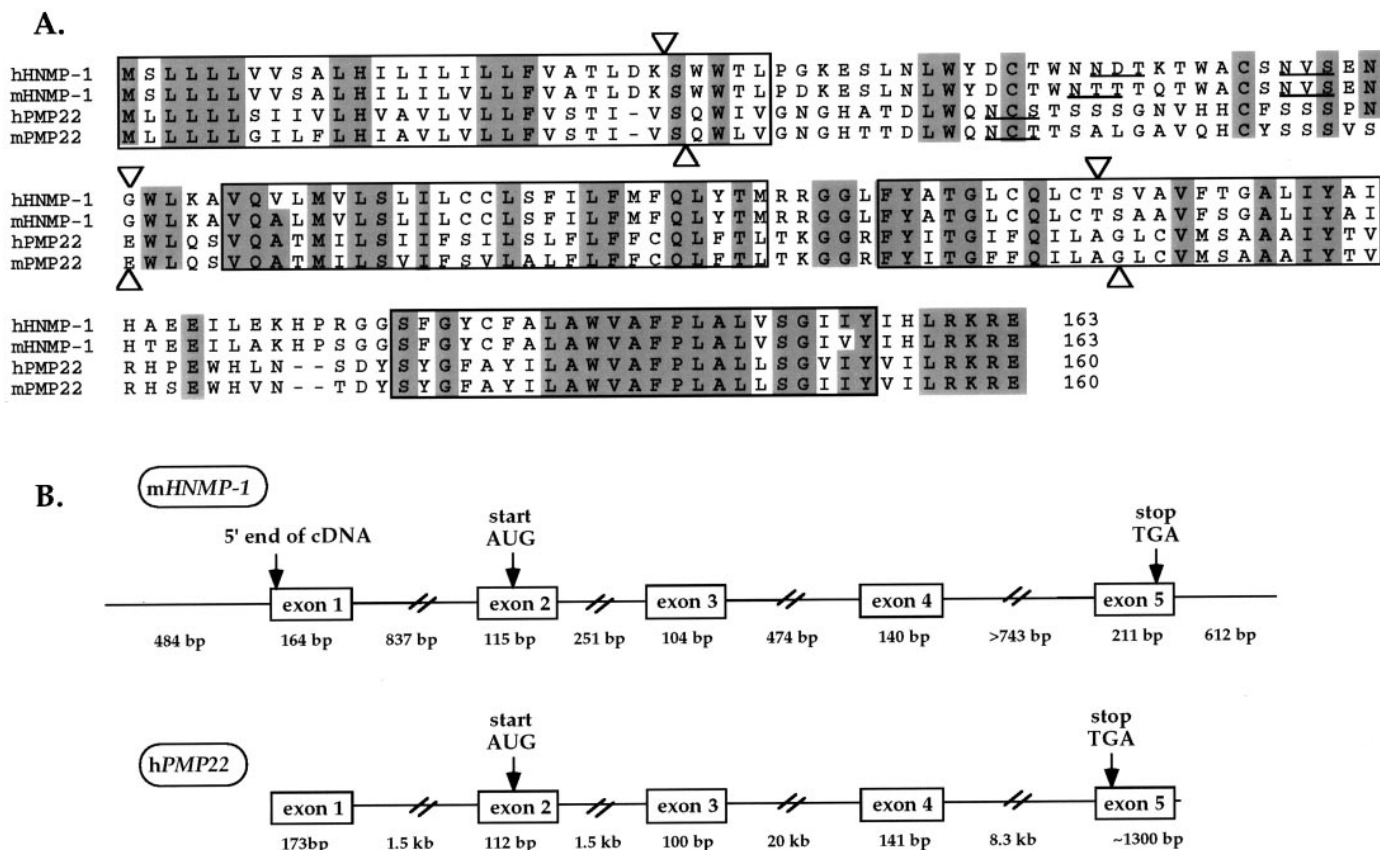 A.
hHNMP-1 M S L L L L V V S A L H I L I L I L L F V A T L D K S W W T L P G K E S L N L W Y D C T W N N D T K T W A C S N V S E N
mHNMP-1 M S L L L L V V S A L H I L I L V L L F V A T L D K S W W T L P D K E S L N L W Y D C T W N T T T Q T W A C S N V S E N
hPMP22 M L L L L L S I I V L H V A V L V L L F V S T I - V S Q W I V G N G H A T D L W Q N C S T S S S G N V H H C F S S S P N
mPMP22 M L L L L L G I L F L H I A V L V L L F V S T I - V S Q W L V G N G H T T D L W Q N C T T S A L G A V Q H C Y S S S V S
hHNMP-1 G W L K A V Q V L M V L S L I L C C L S F I L F M F Q L Y T M R R G G L F Y A T G L C Q L C T S V A V F T G A L I Y A I
mHNMP-1 G W L K A V Q A L M V L S L I L C C L S F I L F M F Q L Y T M R R G G L F Y A T G L C Q L C T S A A V F S G A L I Y A I
hPMP22 E W L Q S V Q A T M I L S I I F S I L S L F L F F C Q L F T L T K G G R F Y I T G I F Q I L A G L C V M S A A A I Y T V
mPMP22 E W L Q S V Q A T M I L S V I F S V L A L F L F F C Q L F T L T K G G R F Y I T G F F Q I L A G L C V M S A A A I Y T V
hHNMP-1 H A E E I L E K H P R G G S F G Y C F A L A W V A F P L A L V S G I I Y I H L R K R E 163
mHNMP-1 H T E E I L A K H P S G G S F G Y C F A L A W V A F P L A L V S G I V Y I H L R K R E 163
hPMP22 R H P E W H L N - - S D Y S Y G F A Y I L A W V A F P L A L L S G V I Y V I L R K R E 160
mPMP22 R H S E W H V N - - T D Y S Y G F A Y I L A W V A F P L A L L S G I I Y V I L R K R E 160
B.
mHNMP-1
5' end of cDNA
start
AUG
stop
TGA
exon 1 exon 2 exon 3 exon 4 exon 5
484 bp 164 bp 837 bp 115 bp 251 bp 104 bp 474 bp 140 bp >743 bp 211 bp 612 bp
hPMP22
start
AUG
stop
TGA
exon 1 exon 2 exon 3 exon 4 exon 5
173bp 1.5 kb 112 bp 1.5 kb 100 bp 20 kb 141 bp 8.3 kb ~1300 bp